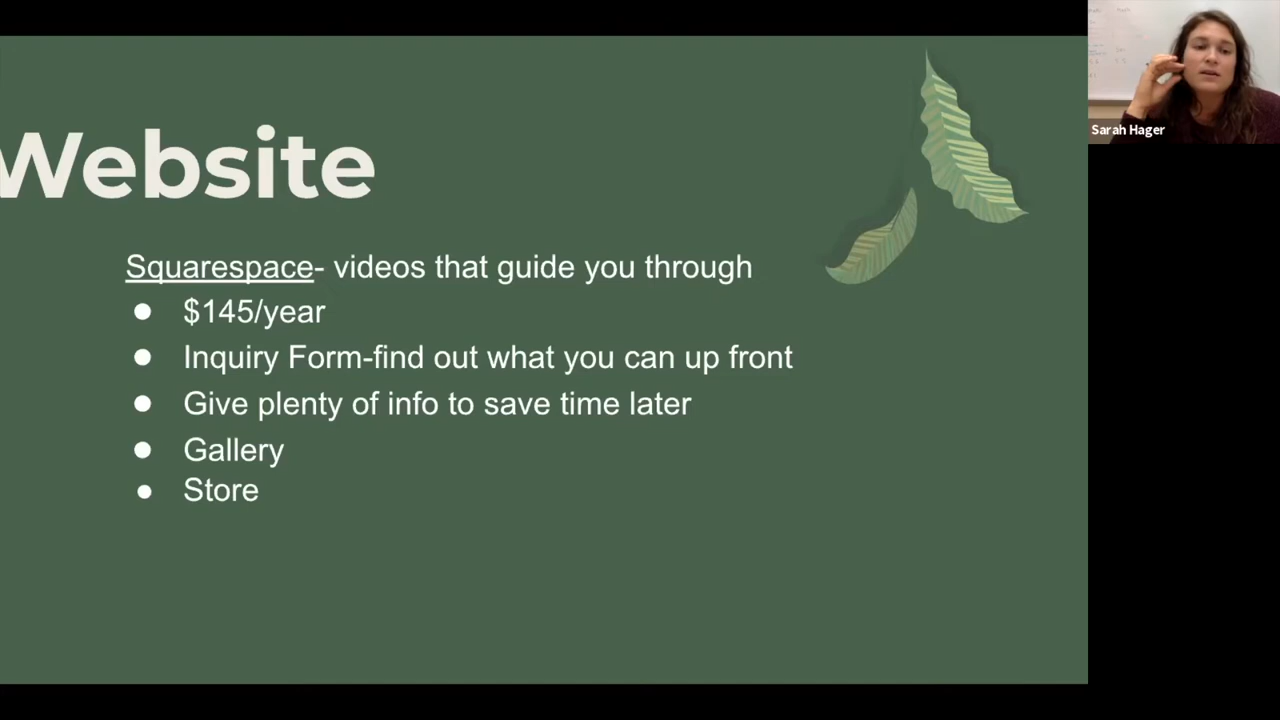 Website
Squarespace- videos that guide you through
● $145/year
● Inquiry Form-find out what you can up front
● Give plenty of info to save time later
● Gallery
● Store
Sarah Hager